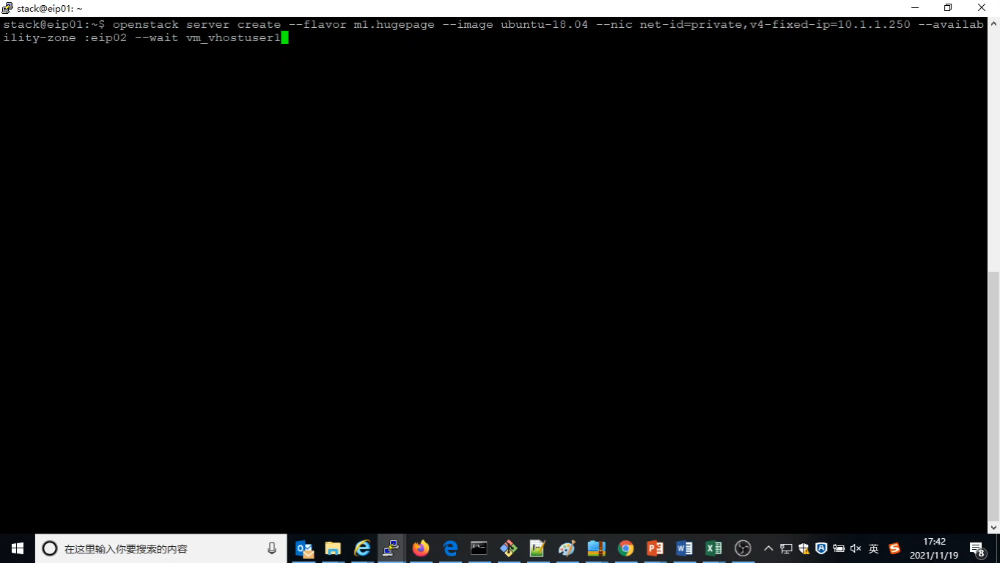 stack@eip01: ~
stack@eip01:~$ openstack server create --flavor m1.hugepage --image ubuntu-18.04 --nic net-id=private,v4-fixed-ip=10.1.1.250 --availab
ility-zone :eip02 --wait vm_vhostuser1
在这里输入你要搜索的内容
英
17:42
2021/11/19
8